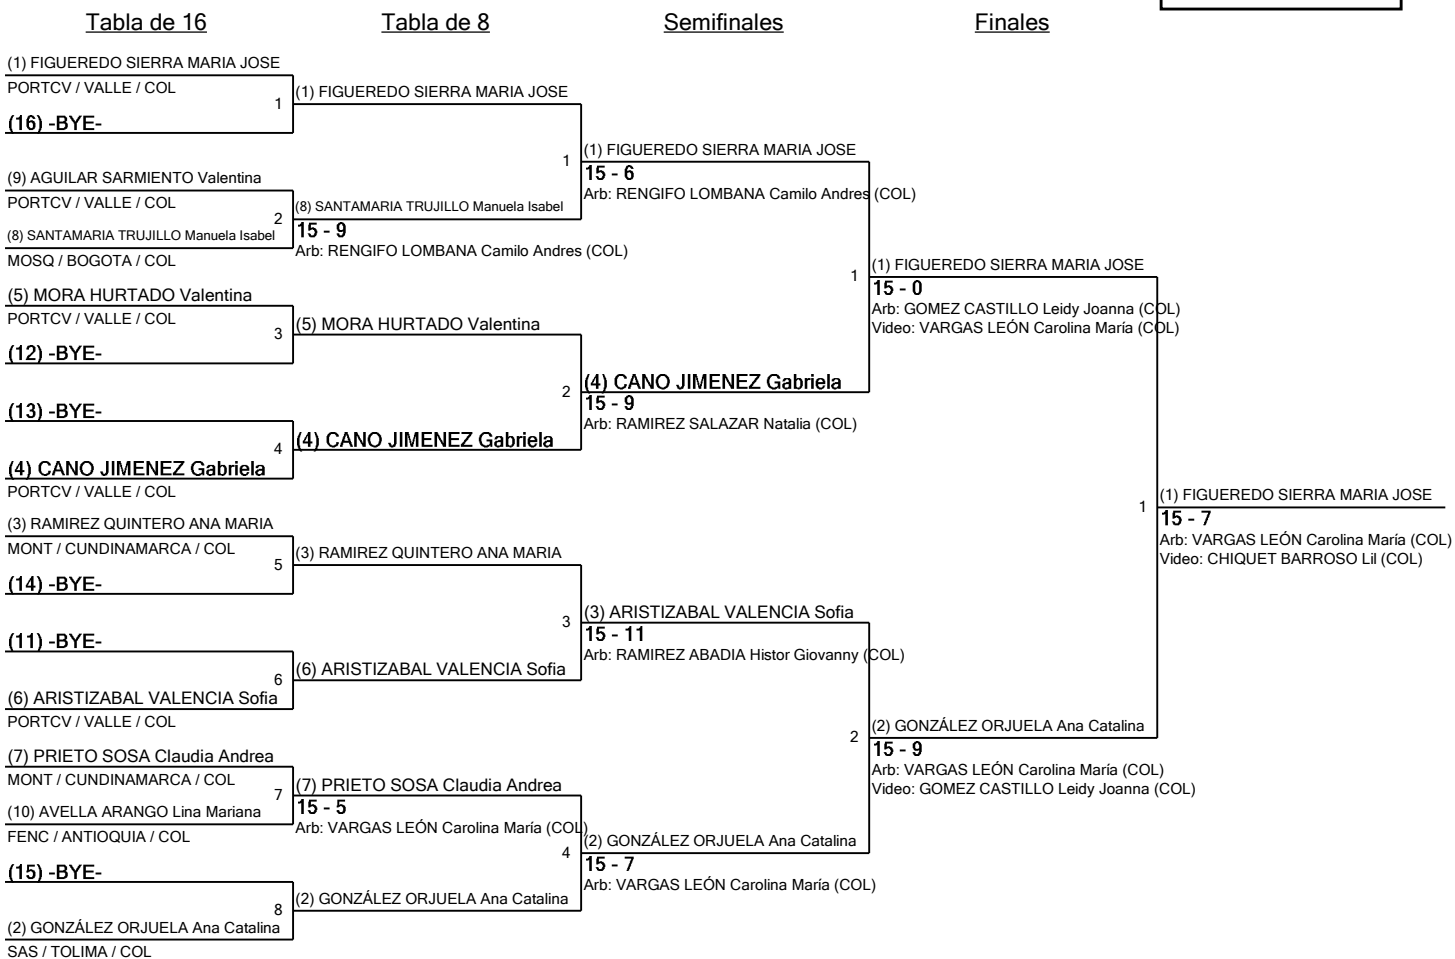 Tabla de 16
Tabla de 8
Semifinales
Finales
(1) FIGUEREDO SIERRA MARIA JOSE
PORTCV / VALLE / COL
1
(16) -BYE-
(9) AGUILAR SARMIENTO Valentina
PORTCV / VALLE / COL
2
(8) SANTAMARIA TRUJILLO Manuela Isabel
MOSQ / BOGOTA / COL
(5) MORA HURTADO Valentina
PORTCV / VALLE / COL
3
(12) -BYE-
(13) -BYE-
4
(4) CANO JIMENEZ Gabriela
PORTCV / VALLE / COL
(3) RAMIREZ QUINTERO ANA MARIA
MONT / CUNDINAMARCA / COL
5
(14) -BYE-
(11) -BYE-
6
(6) ARISTIZABAL VALENCIA Sofia
PORTCV / VALLE / COL
(7) PRIETO SOSA Claudia Andrea
MONT / CUNDINAMARCA / COL
7
(10) AVELLA ARANGO Lina Mariana
FENC / ANTIOQUIA / COL
(15) -BYE-
8
(2) GONZÁLEZ ORJUELA Ana Catalina
SAS / TOLIMA / COL
(1) FIGUEREDO SIERRA MARIA JOSE
1
(8) SANTAMARIA TRUJILLO Manuela Isabel
15 - 9
Arb: RENGIFO LOMBANA Camilo Andres (COL)
(5) MORA HURTADO Valentina
2
(4) CANO JIMENEZ Gabriela
(3) RAMIREZ QUINTERO ANA MARIA
3
(6) ARISTIZABAL VALENCIA Sofia
(7) PRIETO SOSA Claudia Andrea
15 - 5
Arb: VARGAS LEÓN Carolina María (COL)
4
(2) GONZÁLEZ ORJUELA Ana Catalina
(1) FIGUEREDO SIERRA MARIA JOSE
15 - 6
Arb: RENGIFO LOMBANA Camilo Andres (COL)
1
(4) CANO JIMENEZ Gabriela
15 - 9
Arb: RAMIREZ SALAZAR Natalia (COL)
(3) ARISTIZABAL VALENCIA Sofia
15 - 11
Arb: RAMIREZ ABADIA Histor Giovanny (COL)
2
(2) GONZÁLEZ ORJUELA Ana Catalina
15 - 7
Arb: VARGAS LEÓN Carolina María (COL)
(1) FIGUEREDO SIERRA MARIA JOSE
15 - 0
Arb: GOMEZ CASTILLO Leidy Joanna (COL)
Video: VARGAS LEÓN Carolina María (COL)
1
(2) GONZÁLEZ ORJUELA Ana Catalina
15 - 9
Arb: VARGAS LEÓN Carolina María (COL)
Video: GOMEZ CASTILLO Leidy Joanna (COL)
(1) FIGUEREDO SIERRA MARIA JOSE
15 - 7
Arb: VARGAS LEÓN Carolina María (COL)
Video: CHIQUET BARROSO Lil (COL)